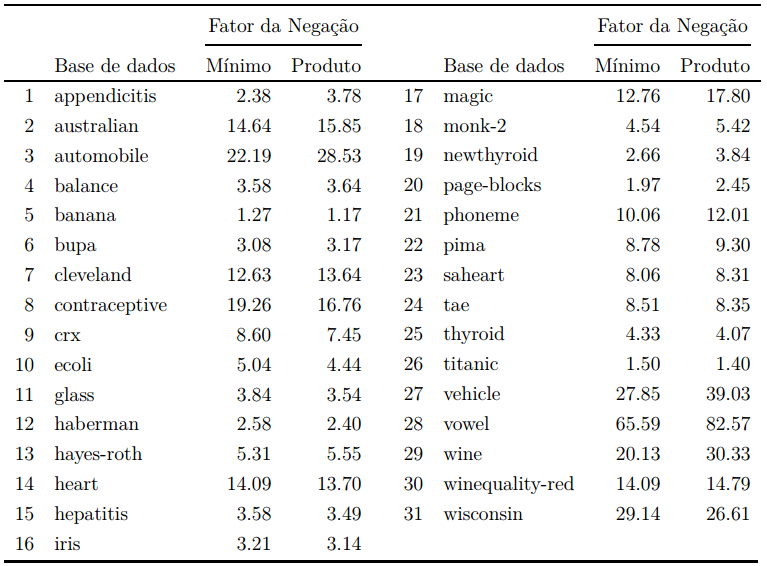 Fator da Negação Fator da Negação
Base de dados Mínimo Produto Base de dados Mínimo Produto
1 appendicitis 2.38 3.78 17 magic 12.76 17.80
2 australian 14.64 15.85 18 monk-2 4.54 5.42
3 automobile 22.19 28.53 19 newthyroid 2.66 3.84
4 balance 3.58 3.64 20 page-blocks 1.97 2.45
5 banana 1.27 1.17 21 phoneme 10.06 12.01
6 bupa 3.08 3.17 22 pima 8.78 9.30
7 cleveland 12.63 13.64 23 saheart 8.06 8.31
8 contraceptive 19.26 16.76 24 tae 8.51 8.35
9 crx 8.60 7.45 25 thyroid 4.33 4.07
10 ecoli 5.04 4.44 26 titanic 1.50 1.40
11 glass 3.84 3.54 27 vehicle 27.85 39.03
12 haberman 2.58 2.40 28 vowel 65.59 82.57
13 hayes-roth 5.31 5.55 29 wine 20.13 30.33
14 heart 14.09 13.70 30 winequality-red 14.09 14.79
15 hepatitis 3.58 3.49 31 wisconsin 29.14 26.61
16 iris 3.21 3.14